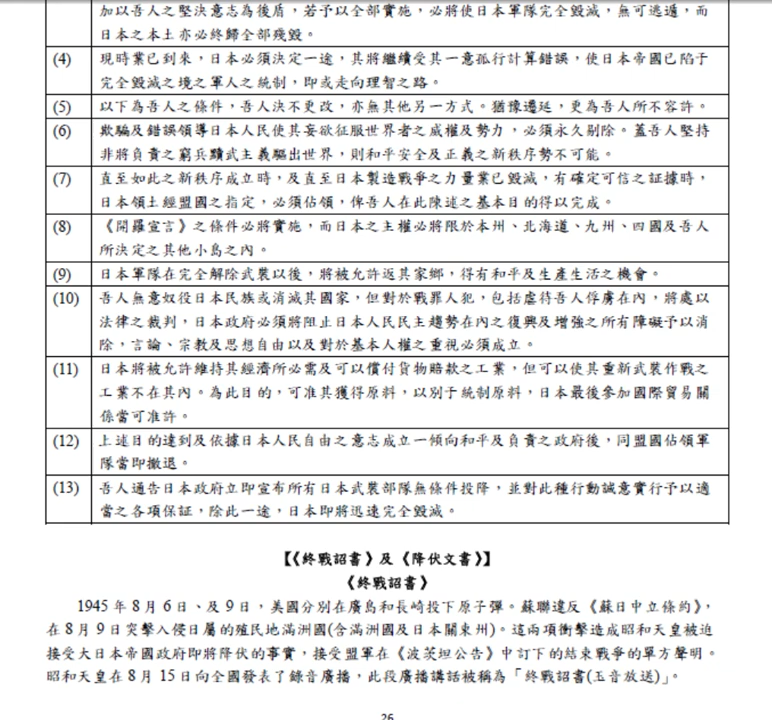 加以吾人之堅決意志為後盾，若予以全部實施，必將使日本軍隊完全毀滅，無可逃遁，而
日本之本土亦必終歸全部殘毀。
(4) 現時業已到來，日本必須決定一途，其將繼續受其一意孤行計算錯誤，使日本帝國已陷于
完全毀滅之境之軍人之統制，抑或走向理智之路。
(5) 以下為吾人之條件，吾人決不更改，亦無其他另一方式。猶豫遷延，更為吾人所不容許。
(6) 欺騙及錯誤領導日本人民使其妄欲征服世界者之威權及勢力，必須永久剔除。蓋吾人堅持
非將負責之窮兵黷武主義驅出世界，則和平安全及正義之新秩序勢不可能。
(7) 直至如此之新秩序成立時，及直至日本製造戰爭之力量業已毀滅，有確定可信之証據時，
日本領土經盟國之指定，必須佔領，俾吾人在此陳述之基本目的得以完成。
(8) 《開羅宣言》之條件必將實施，而日本之主權必將限於本州、北海道、九州、四國及吾人
所決定之其他小島之內。
(9) 日本軍隊在完全解除武裝以後，將被允許返其家鄉，得有和平及生產生活之機會。
(10) 吾人無意奴役日本民族或消滅其國家，但對於戰罪人犯，包括虐待吾人俘虜在內，將處以
法律之裁判，日本政府必須將阻止日本人民民主趨勢在內之復興及增強之所有障礙予以消
除，言論、宗教及思想自由以及對於基本人權之重視必須成立。
(11) 日本將被允許維持其經濟所必需及可以償付貨物賠款之工業，但可以使其重新武裝作戰之
工業不在其內。為此目的，可准其獲得原料，以別于統制原料，日本最後參加國際貿易關
係當可准許。
(12) 上述目的達到及依據日本人民自由之意志成立一傾向和平及負責之政府後，同盟國佔領軍
隊當即撤退。
(13) 吾人通告日本政府立即宣布所有日本武裝部隊無條件投降，並對此種行動誠意實行予以適
當之各項保証，除此一途，日本即將迅速完全毀滅。
【《終戰詔書》及《降伏文書》】
《終戰詔書》
1945 年 8 月 6 日、及 9 日，美國分別在廣島和長崎投下原子彈。蘇聯違反《蘇日中立條約》，
在 8 月 9 日突擊入侵日屬的殖民地滿洲國(含滿洲國及日本關東州)。這兩項衝擊造成昭和天皇被迫
接受大日本帝國政府即將降伏的事實，接受盟軍在《波茨坦公告》中訂下的結束戰爭的單方聲明。
昭和天皇在 8 月 15 日向全國發表了錄音廣播，此段廣播講話被稱為「終戰詔書(玉音放送)」。
26